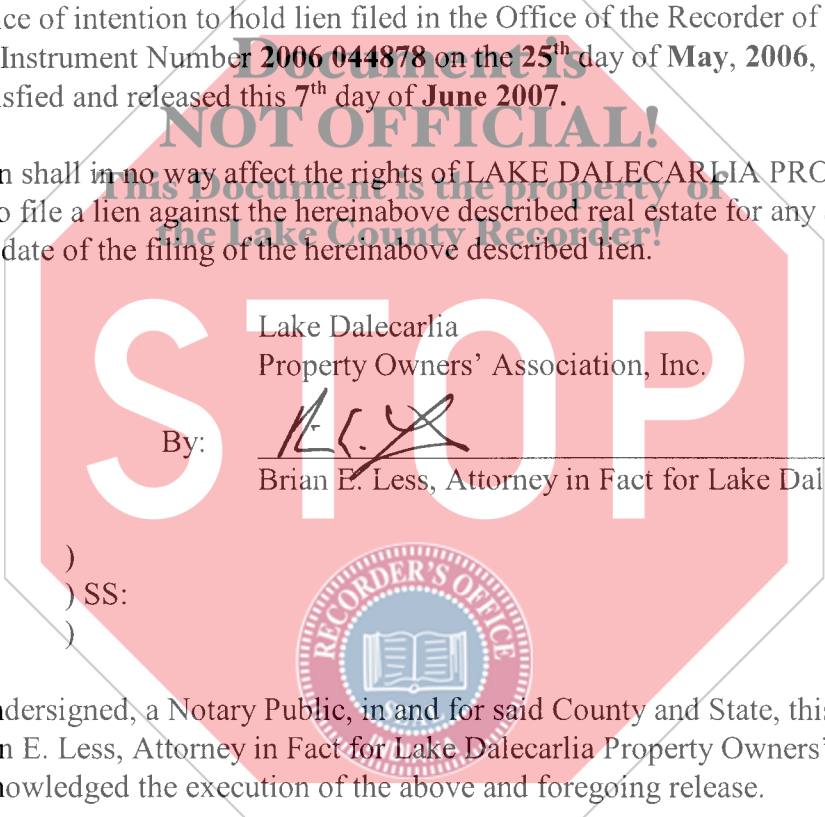 ce of intention to hold lien filed in the Office of the Recorder of
Instrument Number 2006 044878 on the 25th day of May, 2006,
sfied and released this 7th day of June 2007.
Document is
NOT OFFICIAL!
This Document is the property of
the Lake County Recorder!
n shall in no way affect the rights of LAKE DALECARLIA PRO
o file a lien against the hereinabove described real estate for any
date of the filing of the hereinabove described lien.
STOP
Lake Dalecarlia
Property Owners' Association, Inc.
By:
Brian E. Less, Attorney in Fact for Lake Dal
)
) SS:
)
RECORDER'S OFFICE
SEAL
ndersigned, a Notary Public, in and for said County and State, this
n E. Less, Attorney in Fact for Lake Dalecarlia Property Owners'
nowledged the execution of the above and foregoing release.